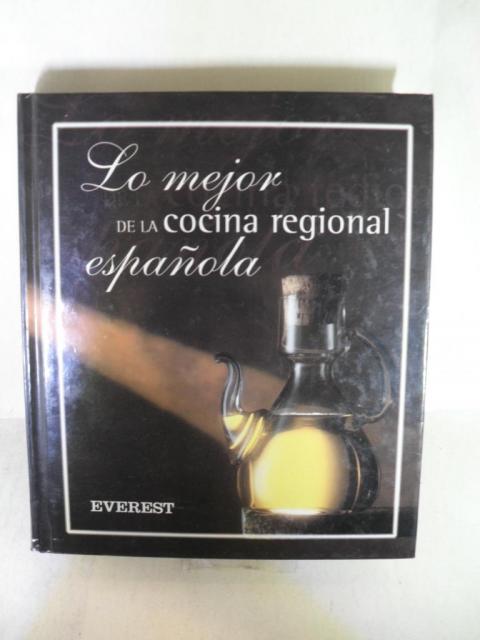 Lo mejor
DE LA cocina regional
española
EVEREST